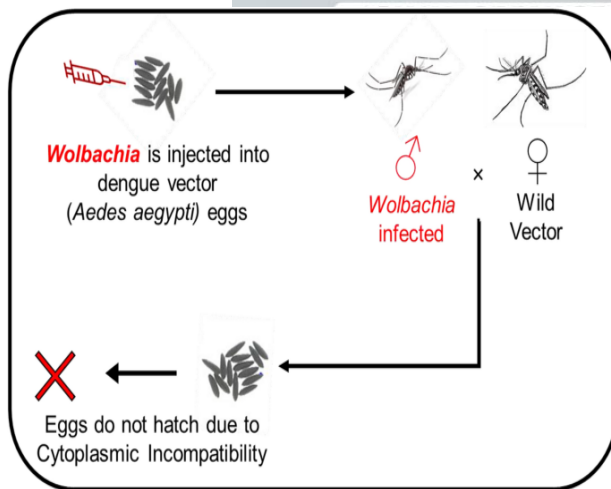 Wolbachia is injected into
dengue vector
(Aedes aegypti) eggs
♂ × ♀
Wolbachia
infected
Wild
Vector
Eggs do not hatch due to
Cytoplasmic Incompatibility